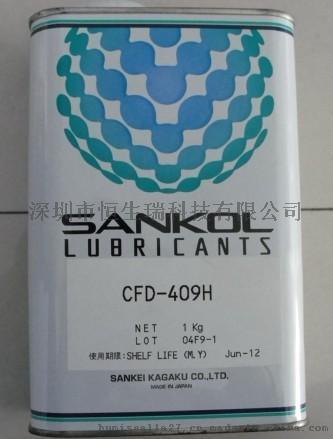 深圳市恒生瑞科技有限公司
SANKOL
LUBRICANTS
CFD-409H
NET 1 Kg
LOT 04F9-1
使用期限:SHELF LIFE (M.Y) Jun-12
SANKEI KAGAKU CO.,LTD.
MADE IN JAPAN